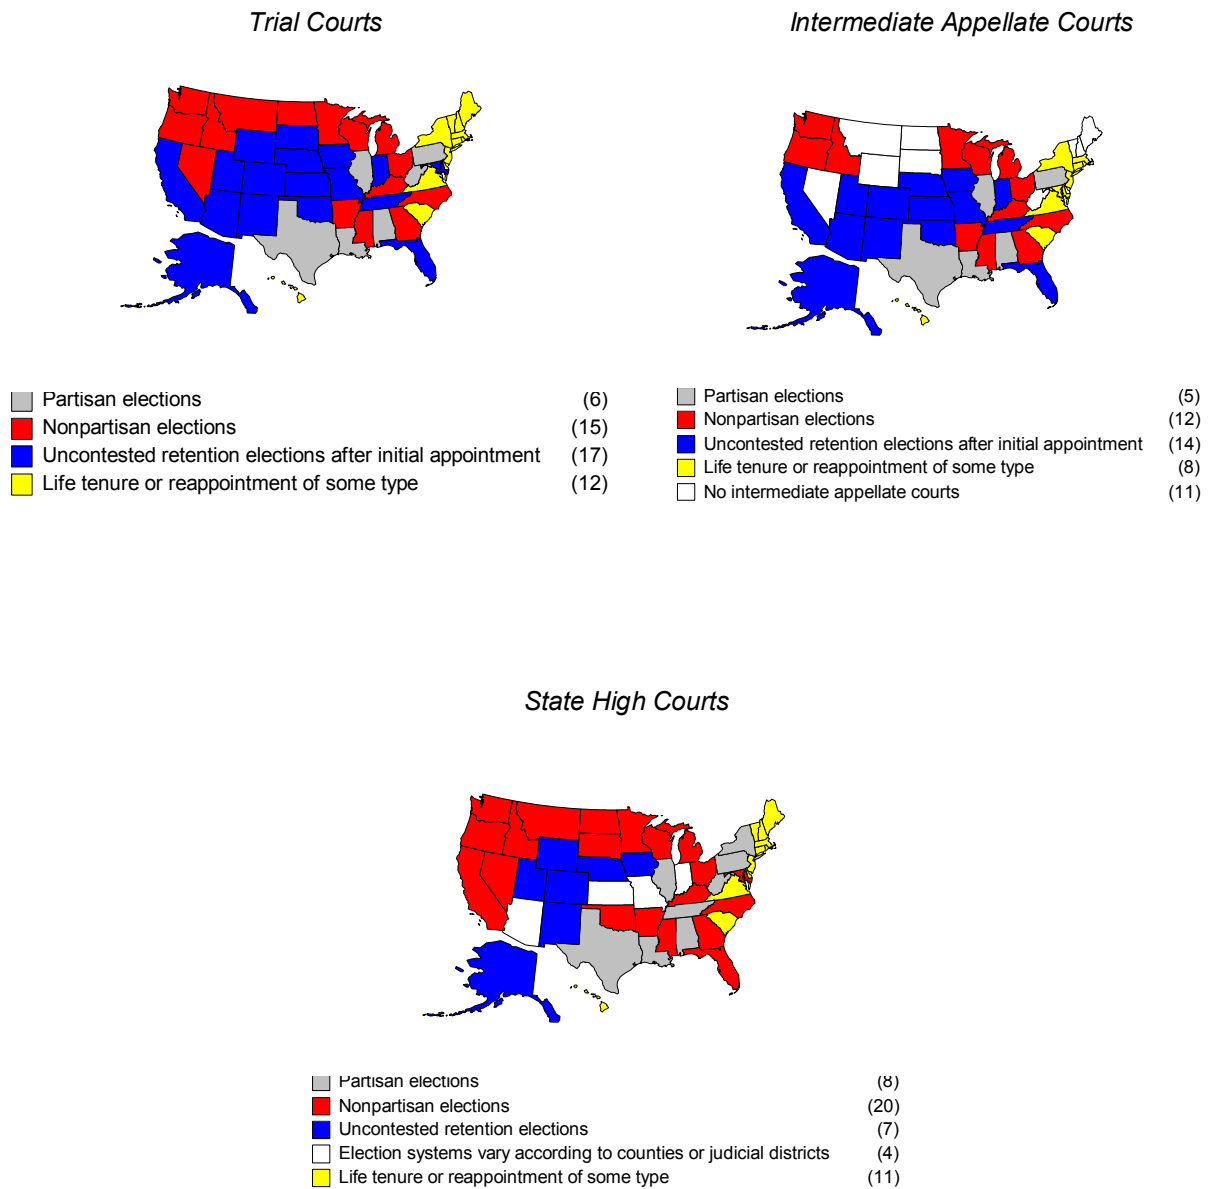 Trial Courts
Partisan elections (6)
Nonpartisan elections (15)
Uncontested retention elections after initial appointment (17)
Life tenure or reappointment of some type (12)
Intermediate Appellate Courts
Partisan elections (5)
Nonpartisan elections (12)
Uncontested retention elections after initial appointment (14)
Life tenure or reappointment of some type (8)
No intermediate appellate courts (11)
State High Courts
Partisan elections (8)
Nonpartisan elections (20)
Uncontested retention elections (7)
Election systems vary according to counties or judicial districts (4)
Life tenure or reappointment of some type (11)